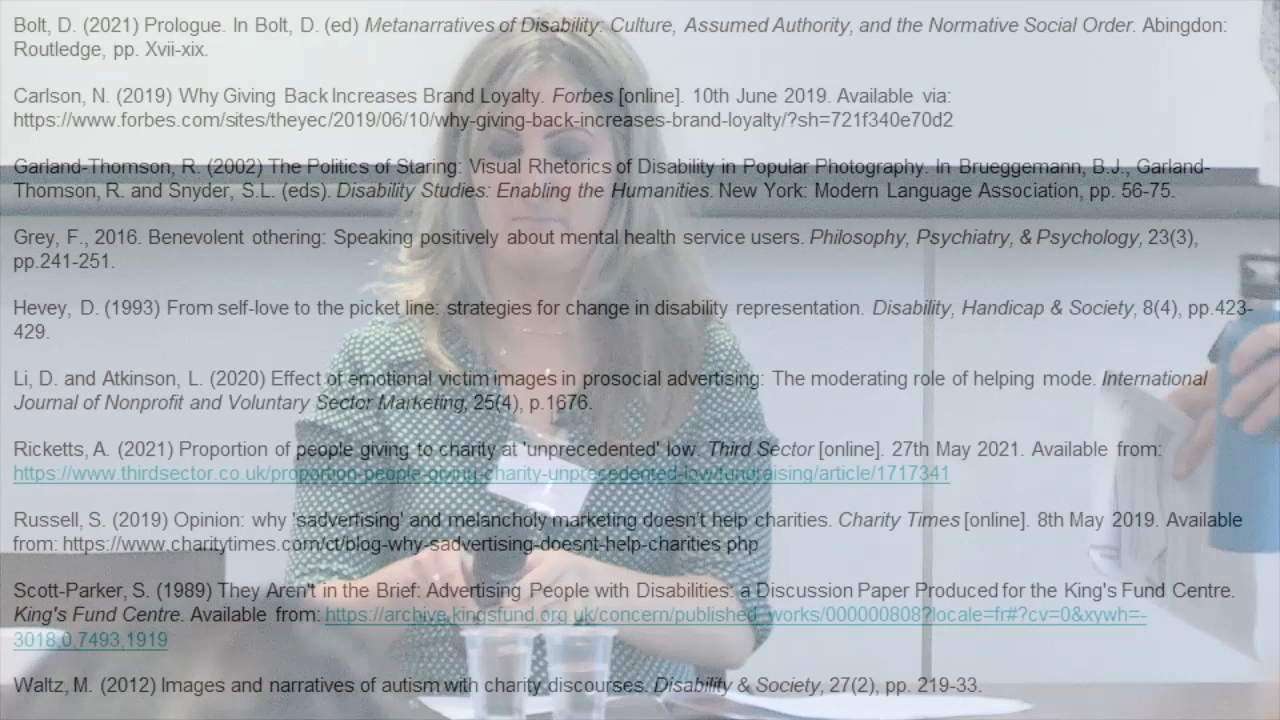 Bolt, D. (2021) Prologue. In Bolt, D. (ed) Metanarratives of Disability: Culture, Assumed Authority, and the Normative Social Order. Abingdon:
Routledge, pp. Xvii-xix.
Carlson, N. (2019) Why Giving Back Increases Brand Loyalty. Forbes [online]. 10th June 2019. Available via:
https://www.forbes.com/sites/theyec/2019/06/10/why-giving-back-increases-brand-loyalty/?sh=721f340e70d2
Garland-Thomson, R. (2002) The Politics of Staring: Visual Rhetorics of Disability in Popular Photography. In Brueggemann, B.J., Garland-
Thomson, R. and Snyder, S.L. (eds). Disability Studies: Enabling the Humanities. New York: Modern Language Association, pp. 56-75.
Grey, F., 2016. Benevolent othering: Speaking positively about mental health service users. Philosophy, Psychiatry, & Psychology, 23(3),
pp.241-251.
Hevey, D. (1993) From self-love to the picket line: strategies for change in disability representation. Disability, Handicap & Society, 8(4), pp.423-
429.
Li, D. and Atkinson, L. (2020) Effect of emotional victim images in prosocial advertising: The moderating role of helping mode. International
Journal of Nonprofit and Voluntary Sector Marketing, 25(4), p.1676.
Ricketts, A. (2021) Proportion of people giving to charity at 'unprecedented' low. Third Sector [online]. 27th May 2021. Available from:
https://www.thirdsector.co.uk/proportion-people-giving-charity-unprecedented-low/fundraising/article/1717341
Russell, S. (2019) Opinion: why 'sadvertising' and melancholy marketing doesn't help charities. Charity Times [online]. 8th May 2019. Available
from: https://www.charitytimes.com/ct/blog-why-sadvertising-doesnt-help-charities.php
Scott-Parker, S. (1989) They Aren't in the Brief: Advertising People with Disabilities: a Discussion Paper Produced for the King's Fund Centre.
King's Fund Centre. Available from: https://archive.kingsfund.org.uk/concern/published_works/000000808?locale=fr#?cv=0&xywh=-
3018,0,7493,1919
Waltz, M. (2012) Images and narratives of autism with charity discourses. Disability & Society, 27(2), pp. 219-33.